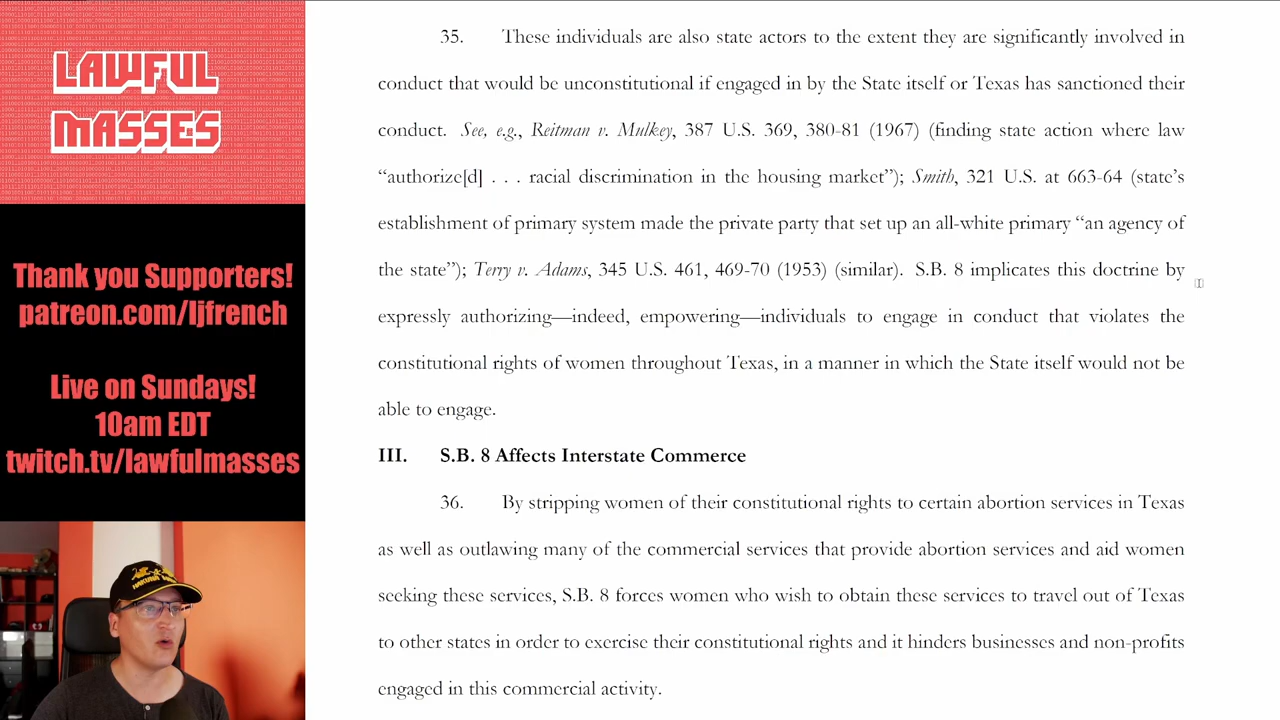 LAWFUL
MASSES
Thank you Supporters!
patreon.com/ljfrench
Live on Sundays!
10am EDT
twitch.tv/lawfulmasses
35. These individuals are also state actors to the extent they are significantly involved in
conduct that would be unconstitutional if engaged in by the State itself or Texas has sanctioned their
conduct. See, e.g., Reitman v. Mulkey, 387 U.S. 369, 380-81 (1967) (finding state action where law
“authorize[d] . . . racial discrimination in the housing market”); Smith, 321 U.S. at 663-64 (state’s
establishment of primary system made the private party that set up an all-white primary “an agency of
the state”); Terry v. Adams, 345 U.S. 461, 469-70 (1953) (similar). S.B. 8 implicates this doctrine by
expressly authorizing—indeed, empowering—individuals to engage in conduct that violates the
constitutional rights of women throughout Texas, in a manner in which the State itself would not be
able to engage.
III. S.B. 8 Affects Interstate Commerce
36. By stripping women of their constitutional rights to certain abortion services in Texas
as well as outlawing many of the commercial services that provide abortion services and aid women
seeking these services, S.B. 8 forces women who wish to obtain these services to travel out of Texas
to other states in order to exercise their constitutional rights and it hinders businesses and non-profits
engaged in this commercial activity.